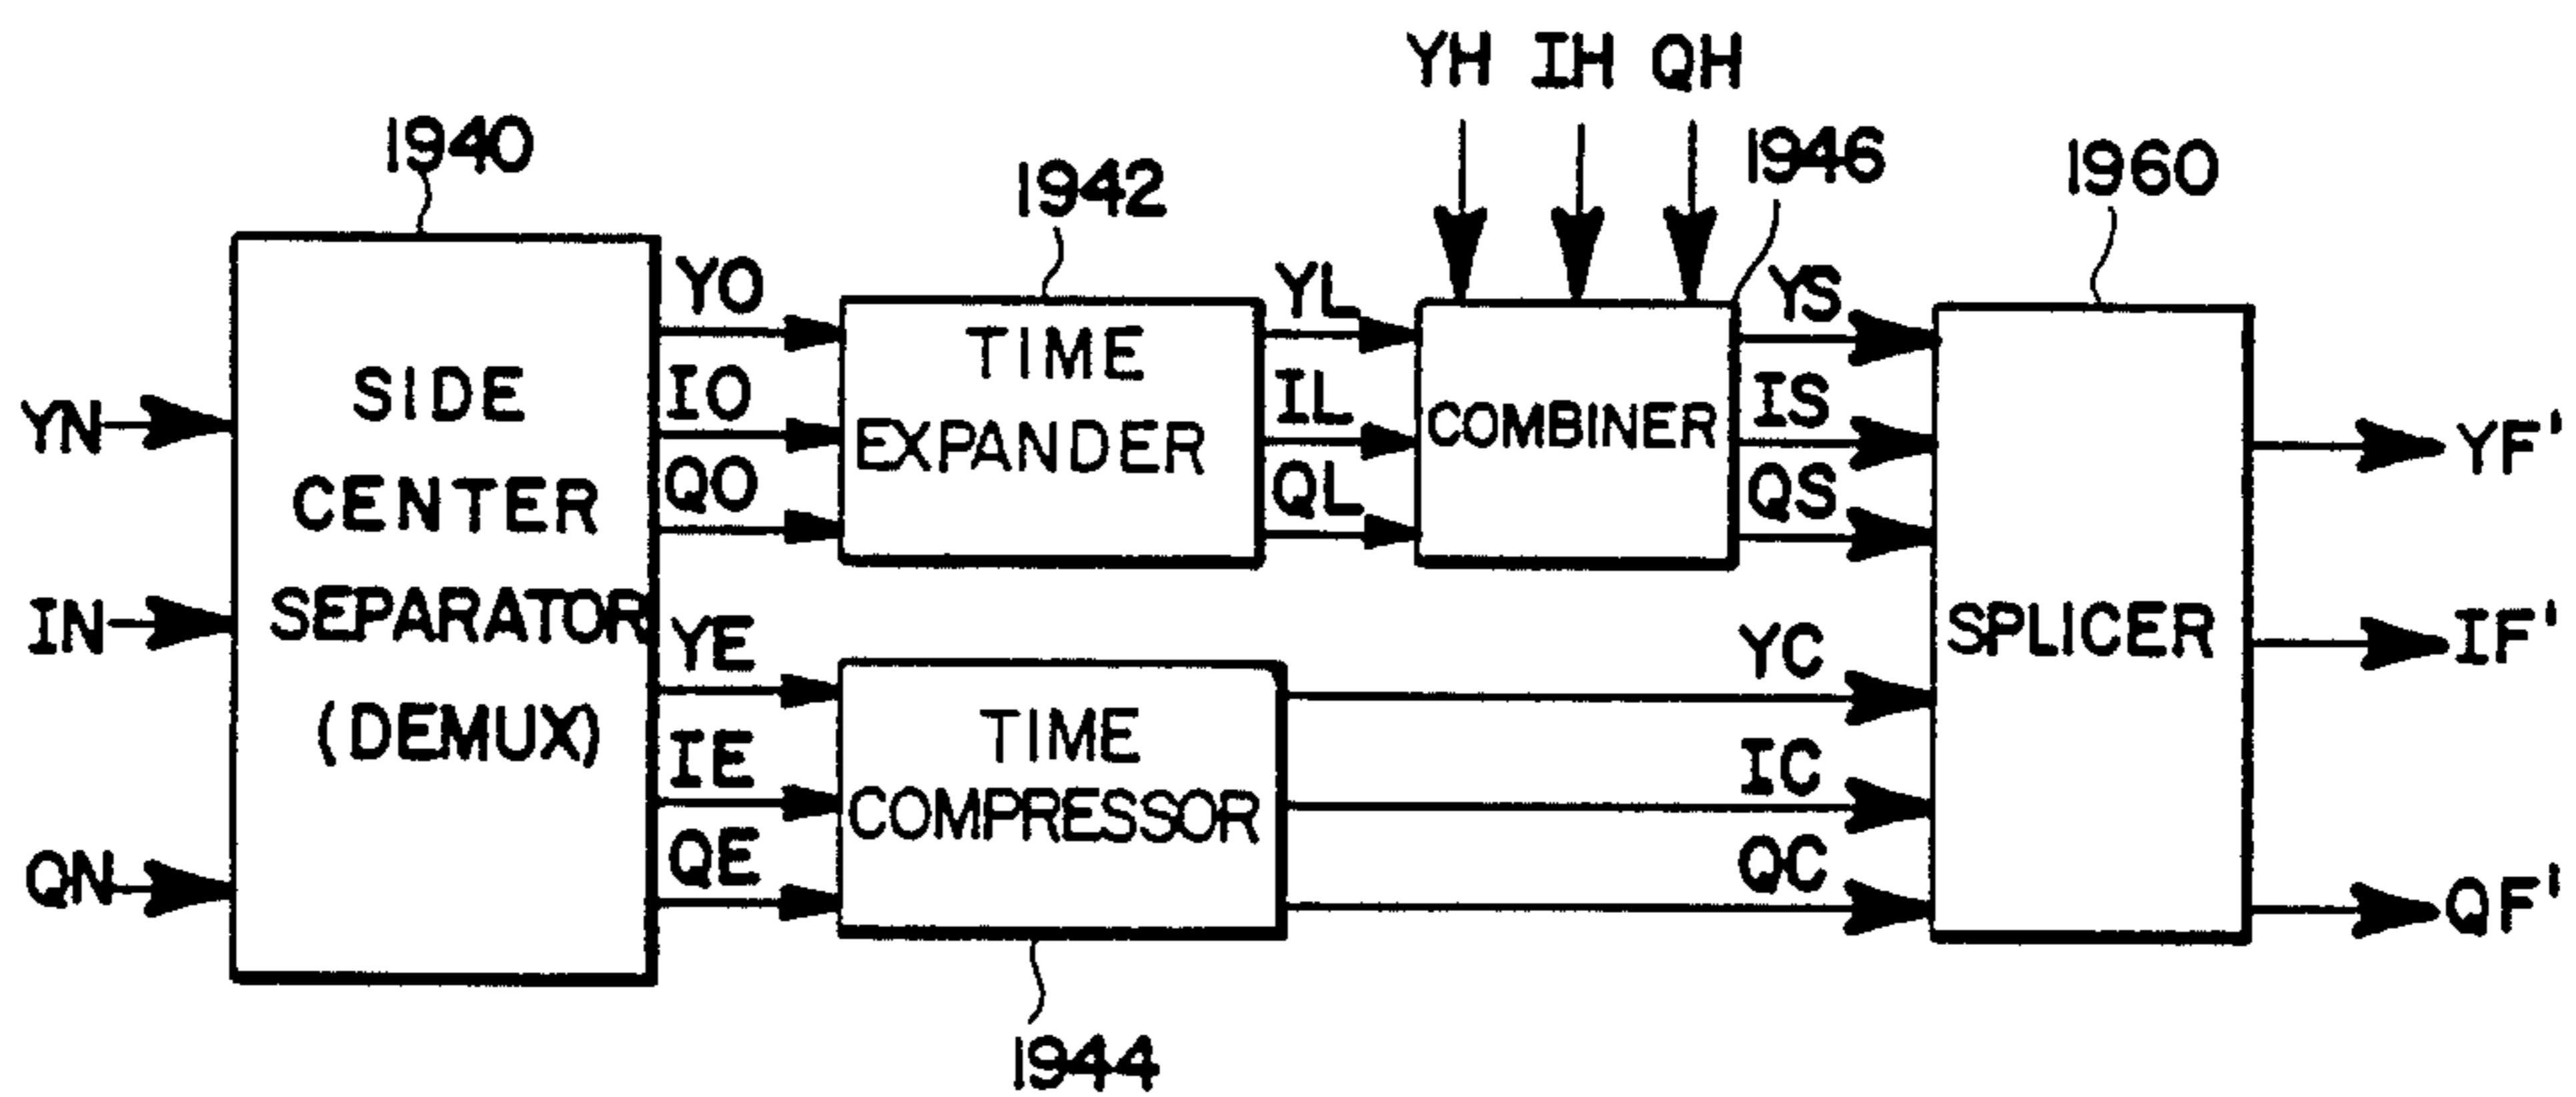 YH IH QH
1940
1942
1946
1960
YN
IN
QN
SIDE
CENTER
SEPARATOR
(DEMUX)
YO
IO
QO
YE
IE
QE
TIME
EXPANDER
TIME
COMPRESSOR
1944
YL
IL
QL
COMBINER
YS
IS
QS
YC
IC
QC
SPLICER
YF'
IF'
QF'